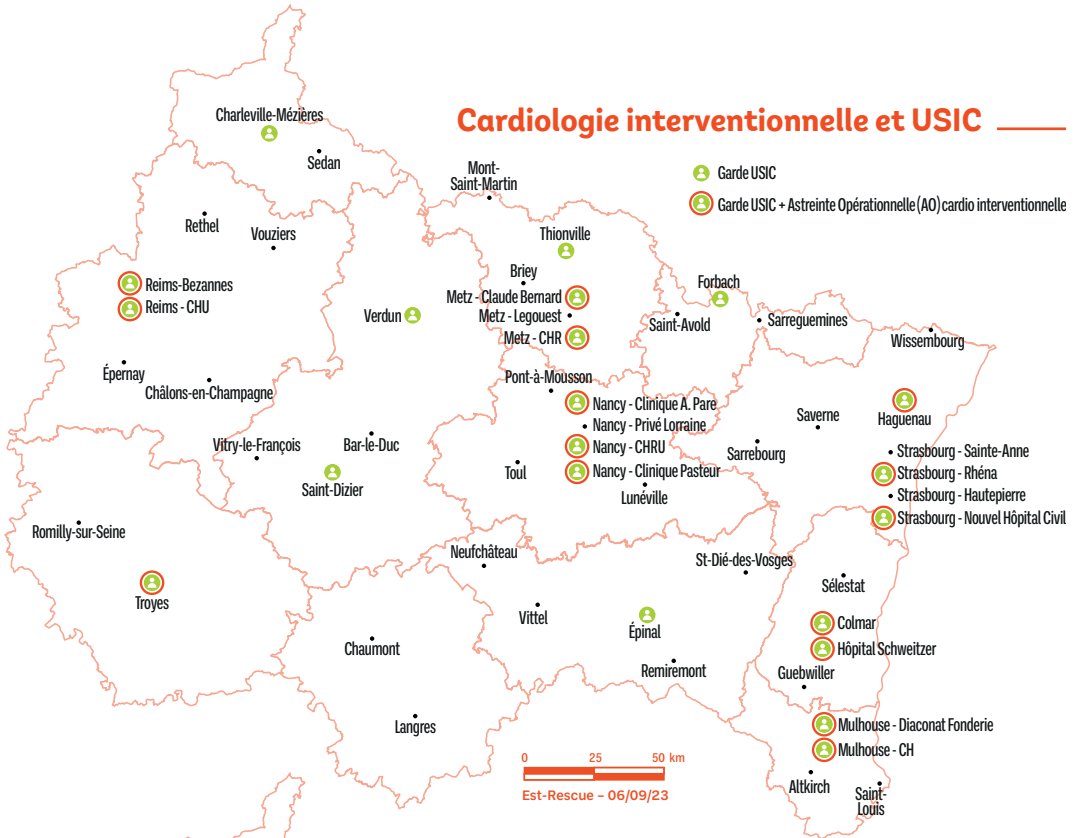 Cardiologie interventionnelle et USIC
Garde USIC
Garde USIC + Astreinte Opérationnelle (AO) cardio interventionnelle
Charleville-Mézières
Sedan
Mont-
Saint-Martin
Rethel
Vouziers
Thionville
Briey
Forbach
Reims-Bezannes
Reims - CHU
Verdun
Metz - Claude Bernard
Metz - Legouest
Metz - CHR
Saint-Avold
Sarreguemines
Wissembourg
Épernay
Châlons-en-Champagne
Pont-à-Mousson
Nancy - Clinique A. Pare
Nancy - Privé Lorraine
Nancy - CHRU
Nancy - Clinique Pasteur
Haguenau
Saverne
Sarrebourg
Vitry-le-François
Bar-le-Duc
Saint-Dizier
Toul
Lunéville
Strasbourg - Sainte-Anne
Strasbourg - Rhéna
Strasbourg - Hautepierre
Strasbourg - Nouvel Hôpital Civil
Romilly-sur-Seine
Troyes
Neufchâteau
St-Dié-des-Vosges
Sélestat
Vittel
Épinal
Colmar
Hôpital Schweitzer
Chaumont
Remiremont
Guebwiller
Langres
Mulhouse - Diaconat Fonderie
Mulhouse - CH
Altkirch
Saint-
Louis
0 25 50 km
Est-Rescue – 06/09/23